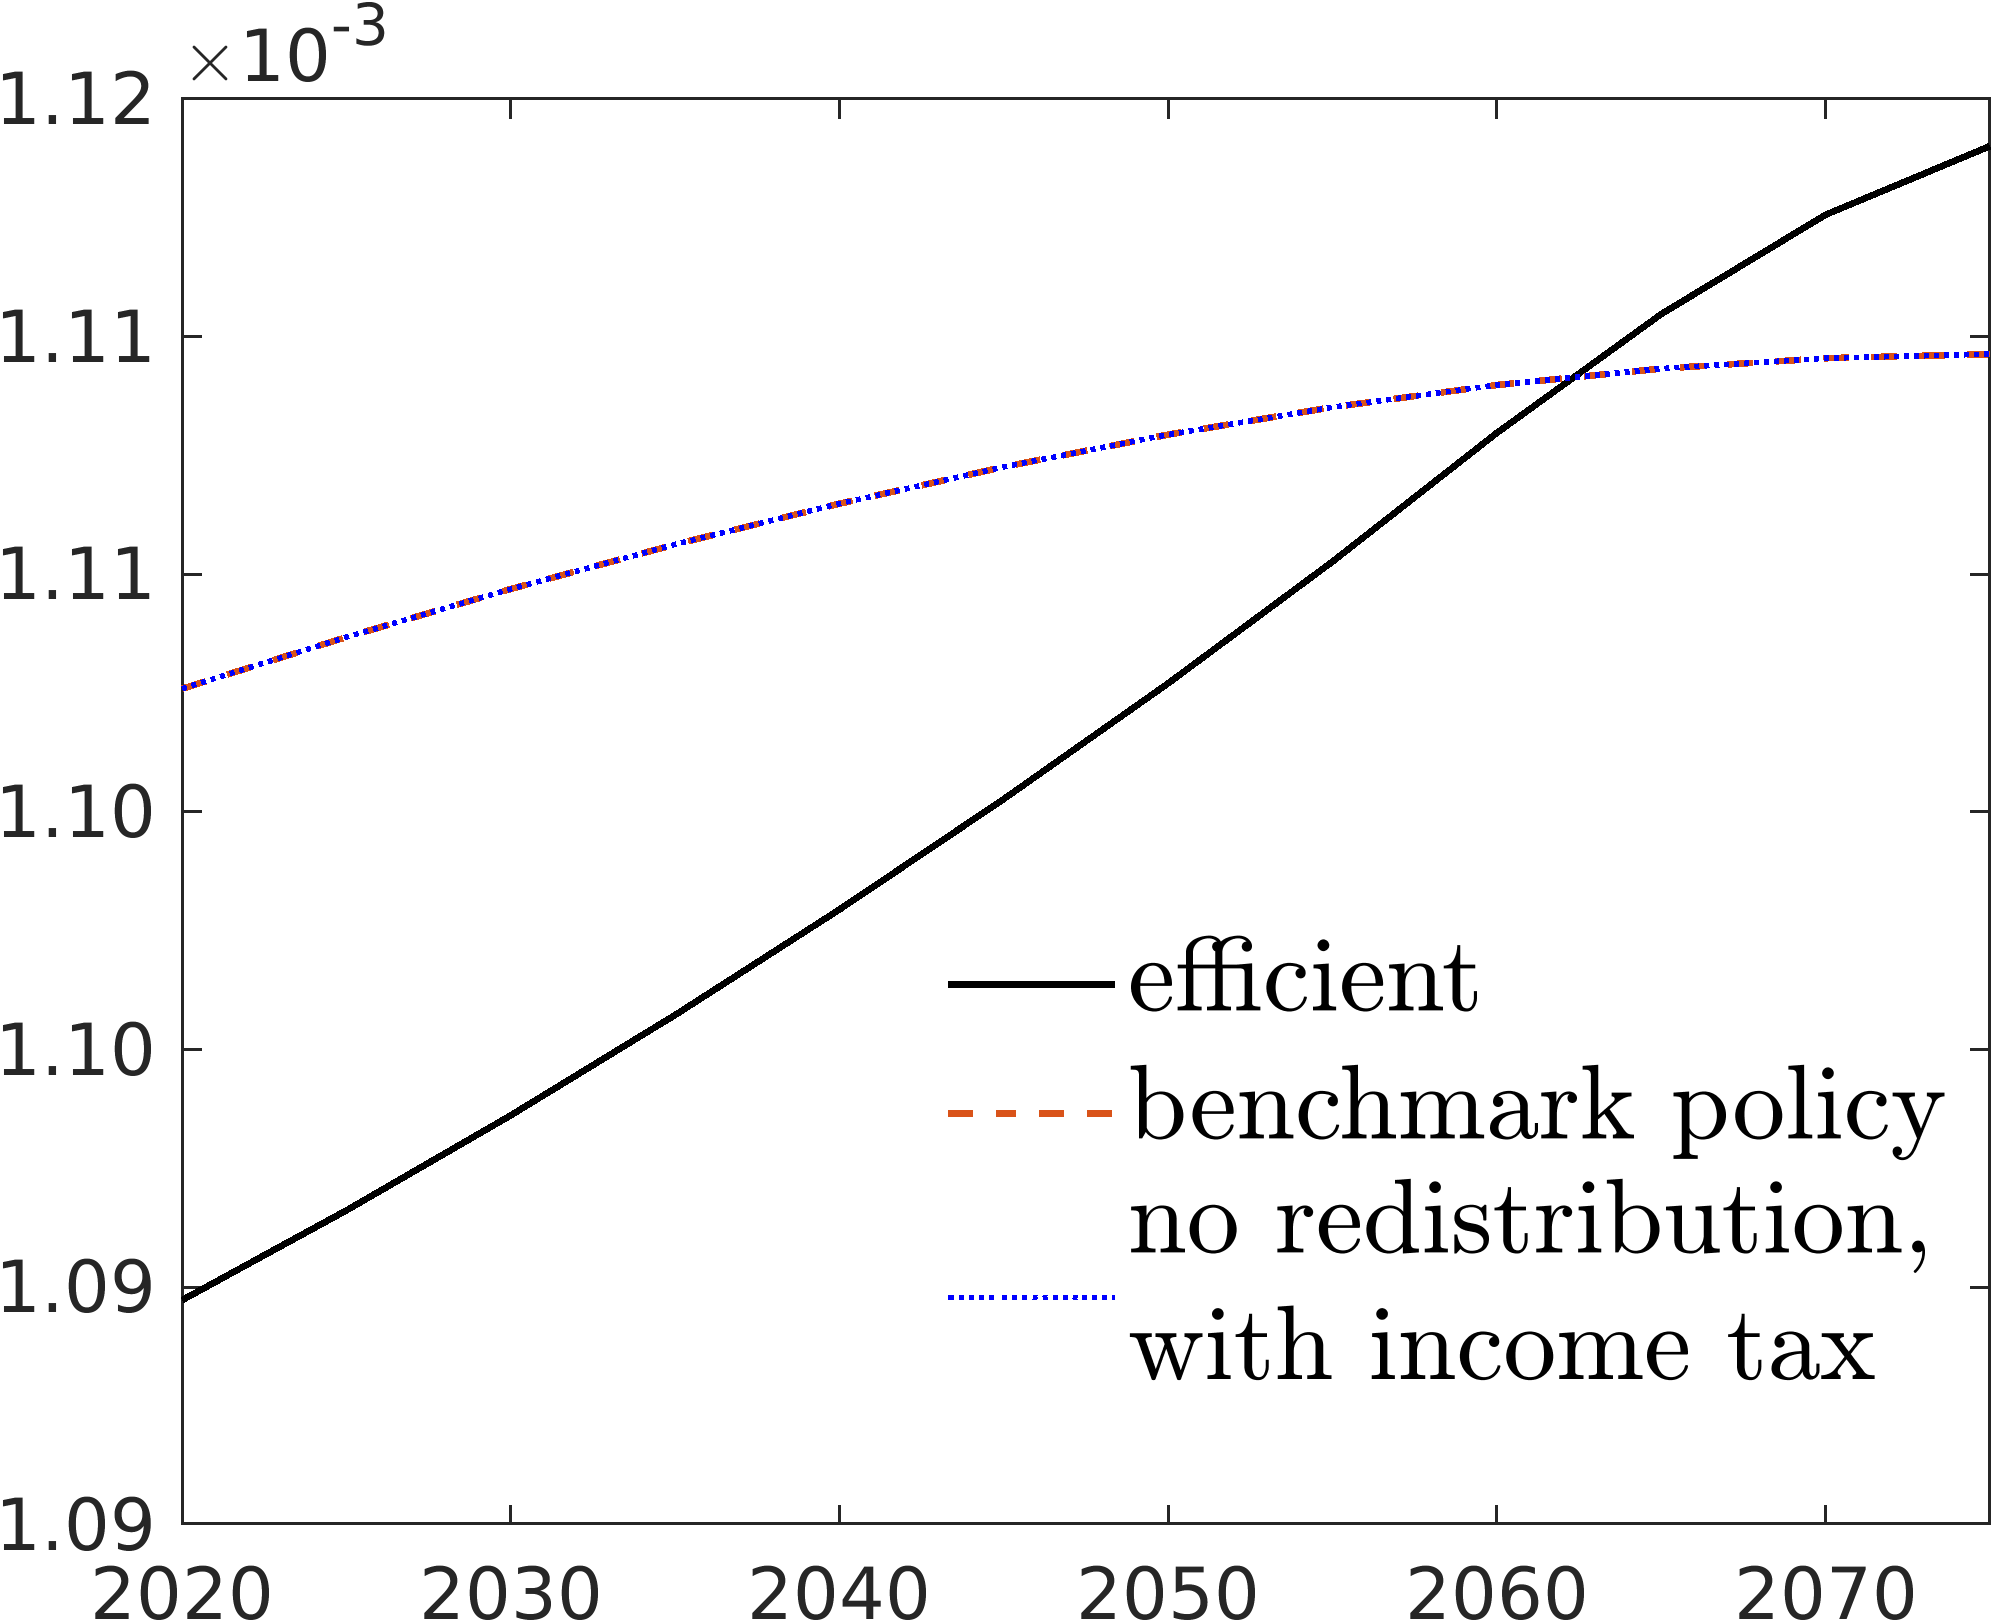 ×10-3
1.12
1.11
1.11
1.10
1.10
1.09
1.09
efficient
benchmark policy
no redistribution,
with income tax
2020 2030 2040 2050 2060 2070